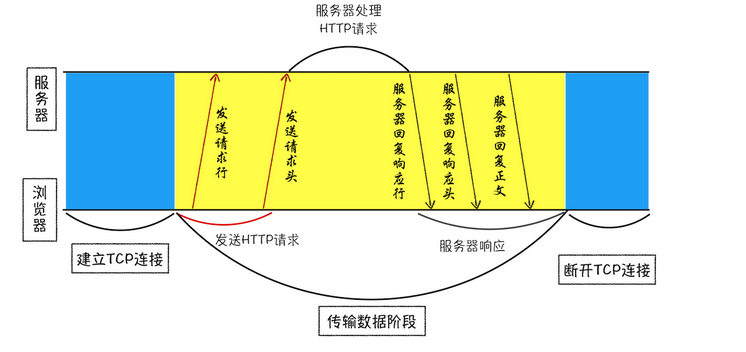 服务器处理
HTTP请求
服务器
发送请求行
发送请求头
服务器回复响应行
服务器回复响应头
服务器回复正文
浏览器
建立TCP连接
发送HTTP请求
服务器响应
断开TCP连接
传输数据阶段